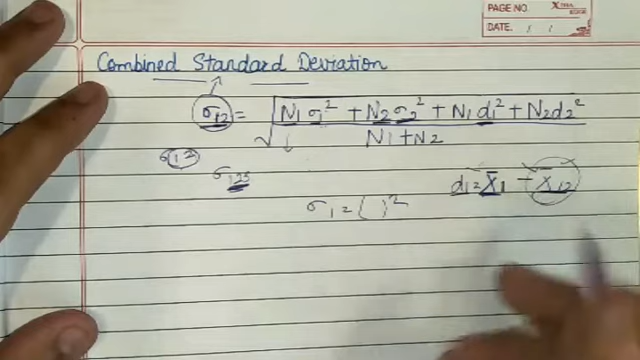 PAGE NO.
DATE. / /
Combined Standard Deviation
σ₁₂ = √ N₁σ₁² + N₂σ₂² + N₁d₁² + N₂d₂²
N₁ + N₂
σ₁₂
σ₁₂₃
d₁ = X̄₁ - X̄₁₂
σ₁ = ( )²